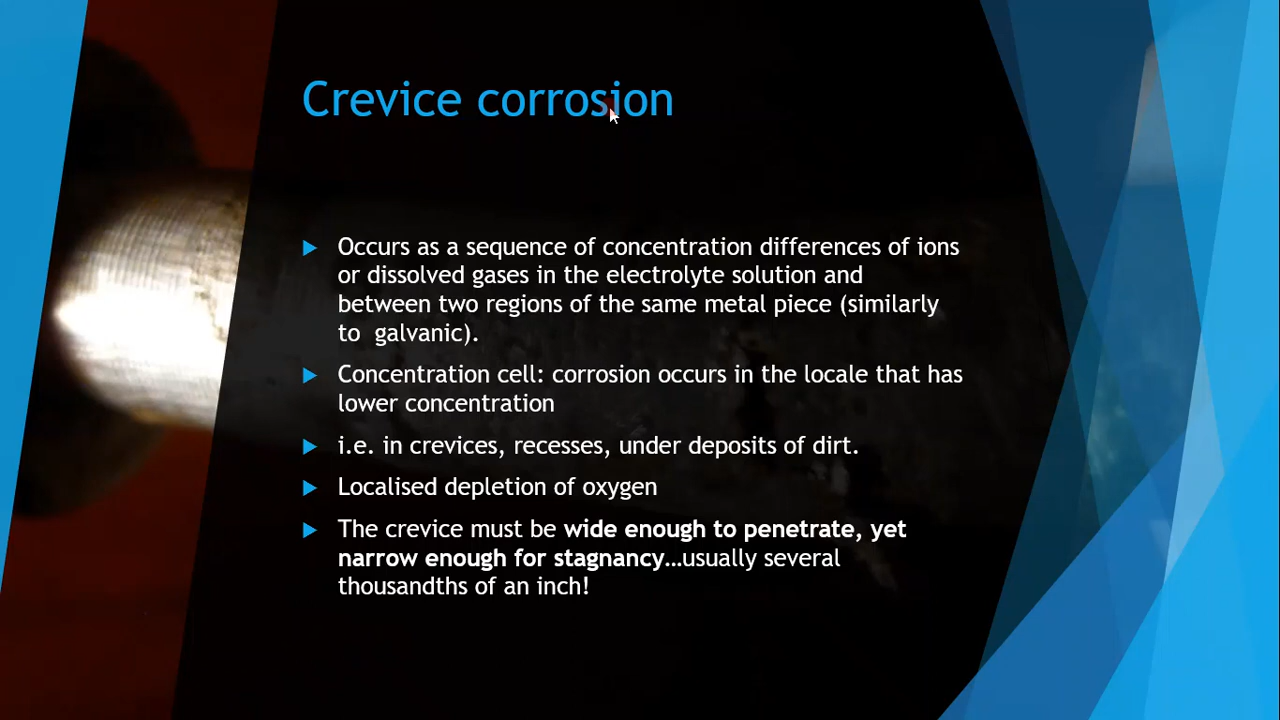 Crevice corrosion
Occurs as a sequence of concentration differences of ions
or dissolved gases in the electrolyte solution and
between two regions of the same metal piece (similarly
to  galvanic).
Concentration cell: corrosion occurs in the locale that has
lower concentration
i.e. in crevices, recesses, under deposits of dirt.
Localised depletion of oxygen
The crevice must be wide enough to penetrate, yet
narrow enough for stagnancy…usually several
thousandths of an inch!